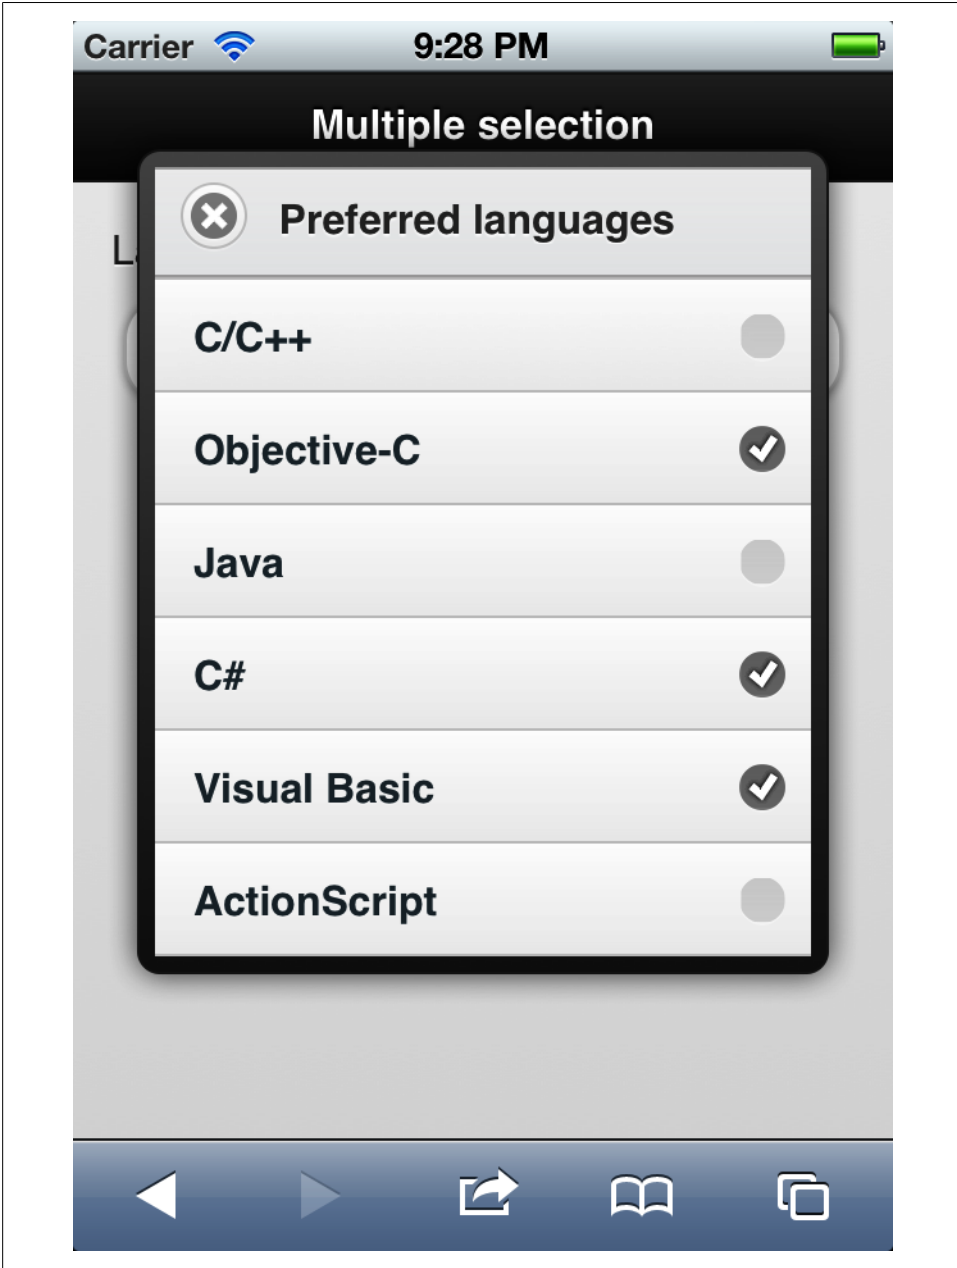 Carrier 9:28 PM
Multiple selection
Preferred languages
C/C++
Objective-C
Java
C#
Visual Basic
ActionScript